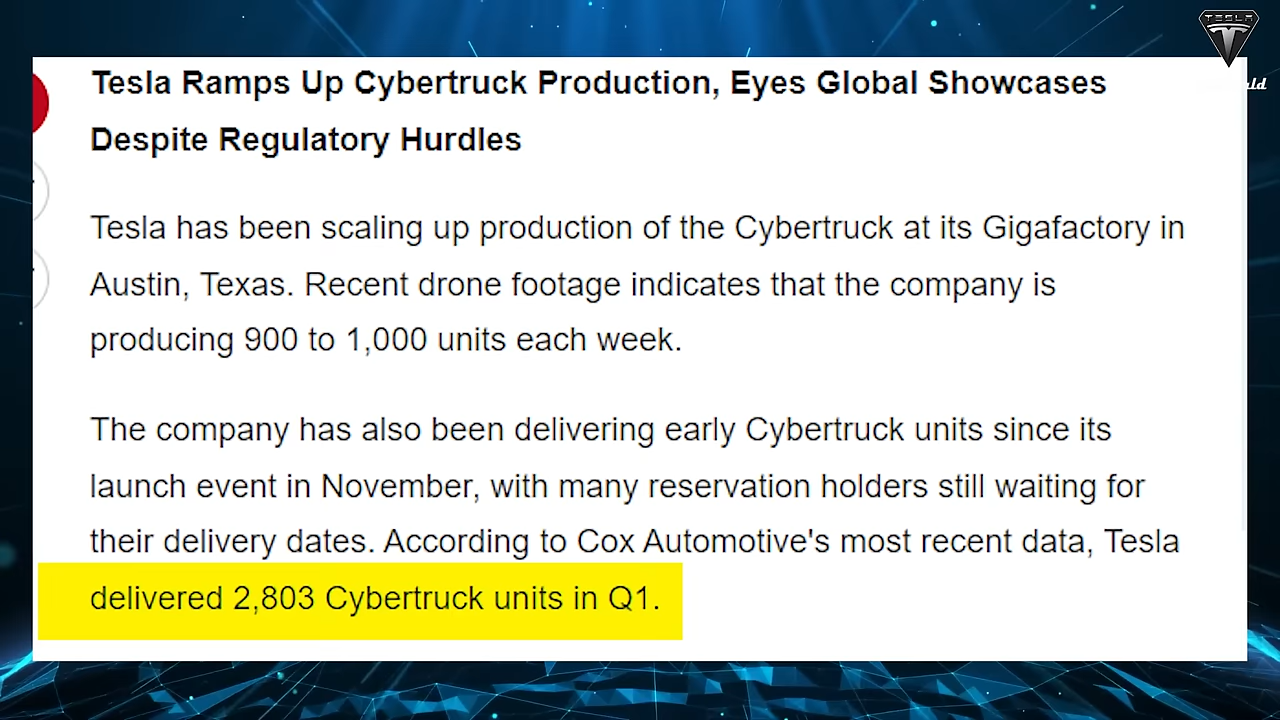 TESLA
ld
Tesla Ramps Up Cybertruck Production, Eyes Global Showcases
Despite Regulatory Hurdles
Tesla has been scaling up production of the Cybertruck at its Gigafactory in
Austin, Texas. Recent drone footage indicates that the company is
producing 900 to 1,000 units each week.
The company has also been delivering early Cybertruck units since its
launch event in November, with many reservation holders still waiting for
their delivery dates. According to Cox Automotive's most recent data, Tesla
delivered 2,803 Cybertruck units in Q1.